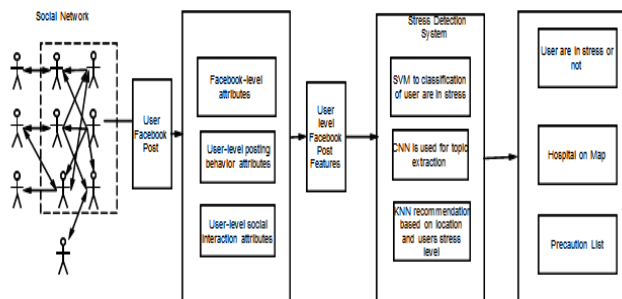 Social Network
User
Facebook
Post
Facebook-level
attributes
User-level posting
behavior attributes
User-level social
interaction attributes
User
level
Facebook
Post
Features
Stress Detection
System
SVM to classification
of user are in stress
CNN is used for topic
extraction
KNN recommendation
based on location
and users stress
level
User are in stress or
not
Hospital on Map
Precaution List